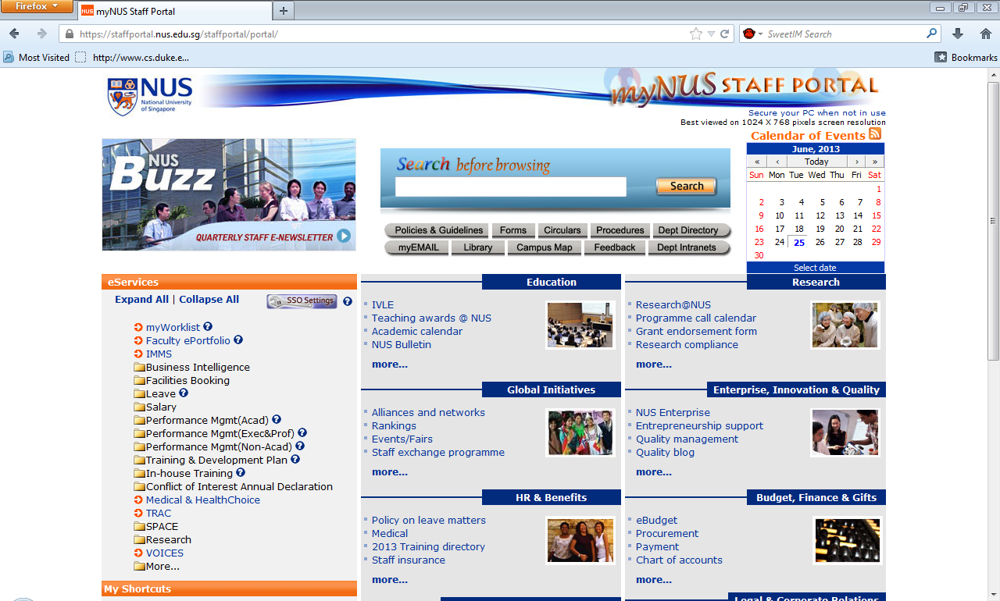 Firefox
myNUS Staff Portal
https://staffportal.nus.edu.sg/staffportal/portal/
SweetIM Search
Most Visited
http://www.cs.duke.e...
Bookmarks
NUS
National University
of Singapore
myNUS STAFF PORTAL
Secure your PC when not in use
Best viewed on 1024 X 768 pixels screen resolution
NUS
Buzz
QUARTERLY STAFF E-NEWSLETTER
Search before browsing
Search
Policies & Guidelines Forms Circulars Procedures Dept Directory
myEMAIL Library Campus Map Feedback Dept Intranets
Calendar of Events
June, 2013
« ‹ Today › »
Sun Mon Tue Wed Thu Fri Sat
1
2 3 4 5 6 7 8
9 10 11 12 13 14 15
16 17 18 19 20 21 22
23 24 25 26 27 28 29
30
Select date
eServices
Expand All | Collapse All
SSO Settings
myWorklist
Faculty ePortfolio
IMMS
Business Intelligence
Facilities Booking
Leave
Salary
Performance Mgmt(Acad)
Performance Mgmt(Exec&Prof)
Performance Mgmt(Non-Acad)
Training & Development Plan
In-house Training
Conflict of Interest Annual Declaration
Medical & HealthChoice
TRAC
SPACE
Research
VOICES
More...
My Shortcuts
Education
IVLE
Teaching awards @ NUS
Academic calendar
NUS Bulletin
more...
Global Initiatives
Alliances and networks
Rankings
Events/Fairs
Staff exchange programme
more...
HR & Benefits
Policy on leave matters
Medical
2013 Training directory
Staff insurance
more...
Research
Research@NUS
Programme call calendar
Grant endorsement form
Research compliance
more...
Enterprise, Innovation & Quality
NUS Enterprise
Entrepreneurship support
Quality management
Quality blog
more...
Budget, Finance & Gifts
eBudget
Procurement
Payment
Chart of accounts
more...
Legal & Corporate Relations